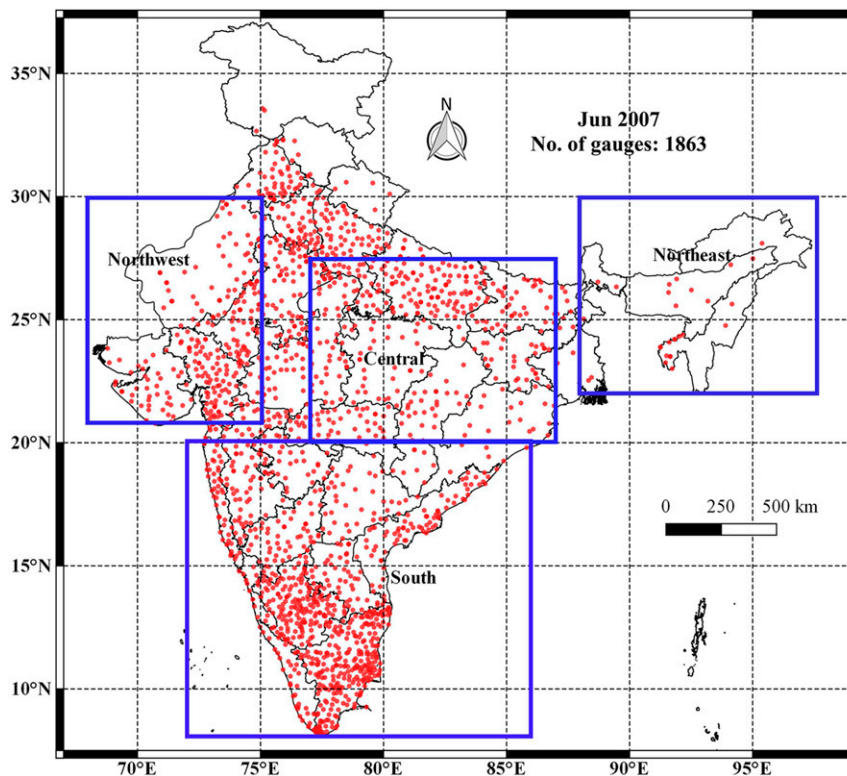 35°N
N
Jun 2007
No. of gauges: 1863
30°N
Northwest
Northeast
25°N
Central
20°N
0 250 500 km
15°N
South
10°N
70°E 75°E 80°E 85°E 90°E 95°E